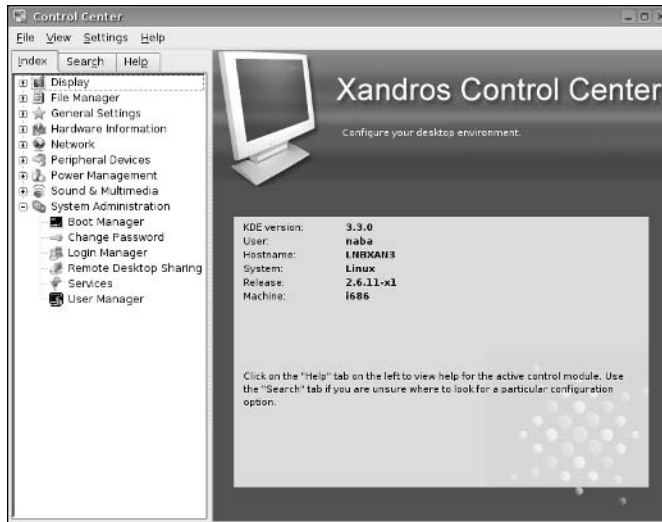 Control Center
File View Settings Help
Index Search Help
Display
File Manager
General Settings
Hardware Information
Network
Peripheral Devices
Power Management
Sound & Multimedia
System Administration
Boot Manager
Change Password
Login Manager
Remote Desktop Sharing
Services
User Manager
Xandros Control Center
Configure your desktop environment.
KDE version: 3.3.0
User: naba
Hostname: LNBXAN3
System: Linux
Release: 2.6.11-x1
Machine: i686
Click on the "Help" tab on the left to view help for the active control module. Use
the "Search" tab if you are unsure where to look for a particular configuration
option.